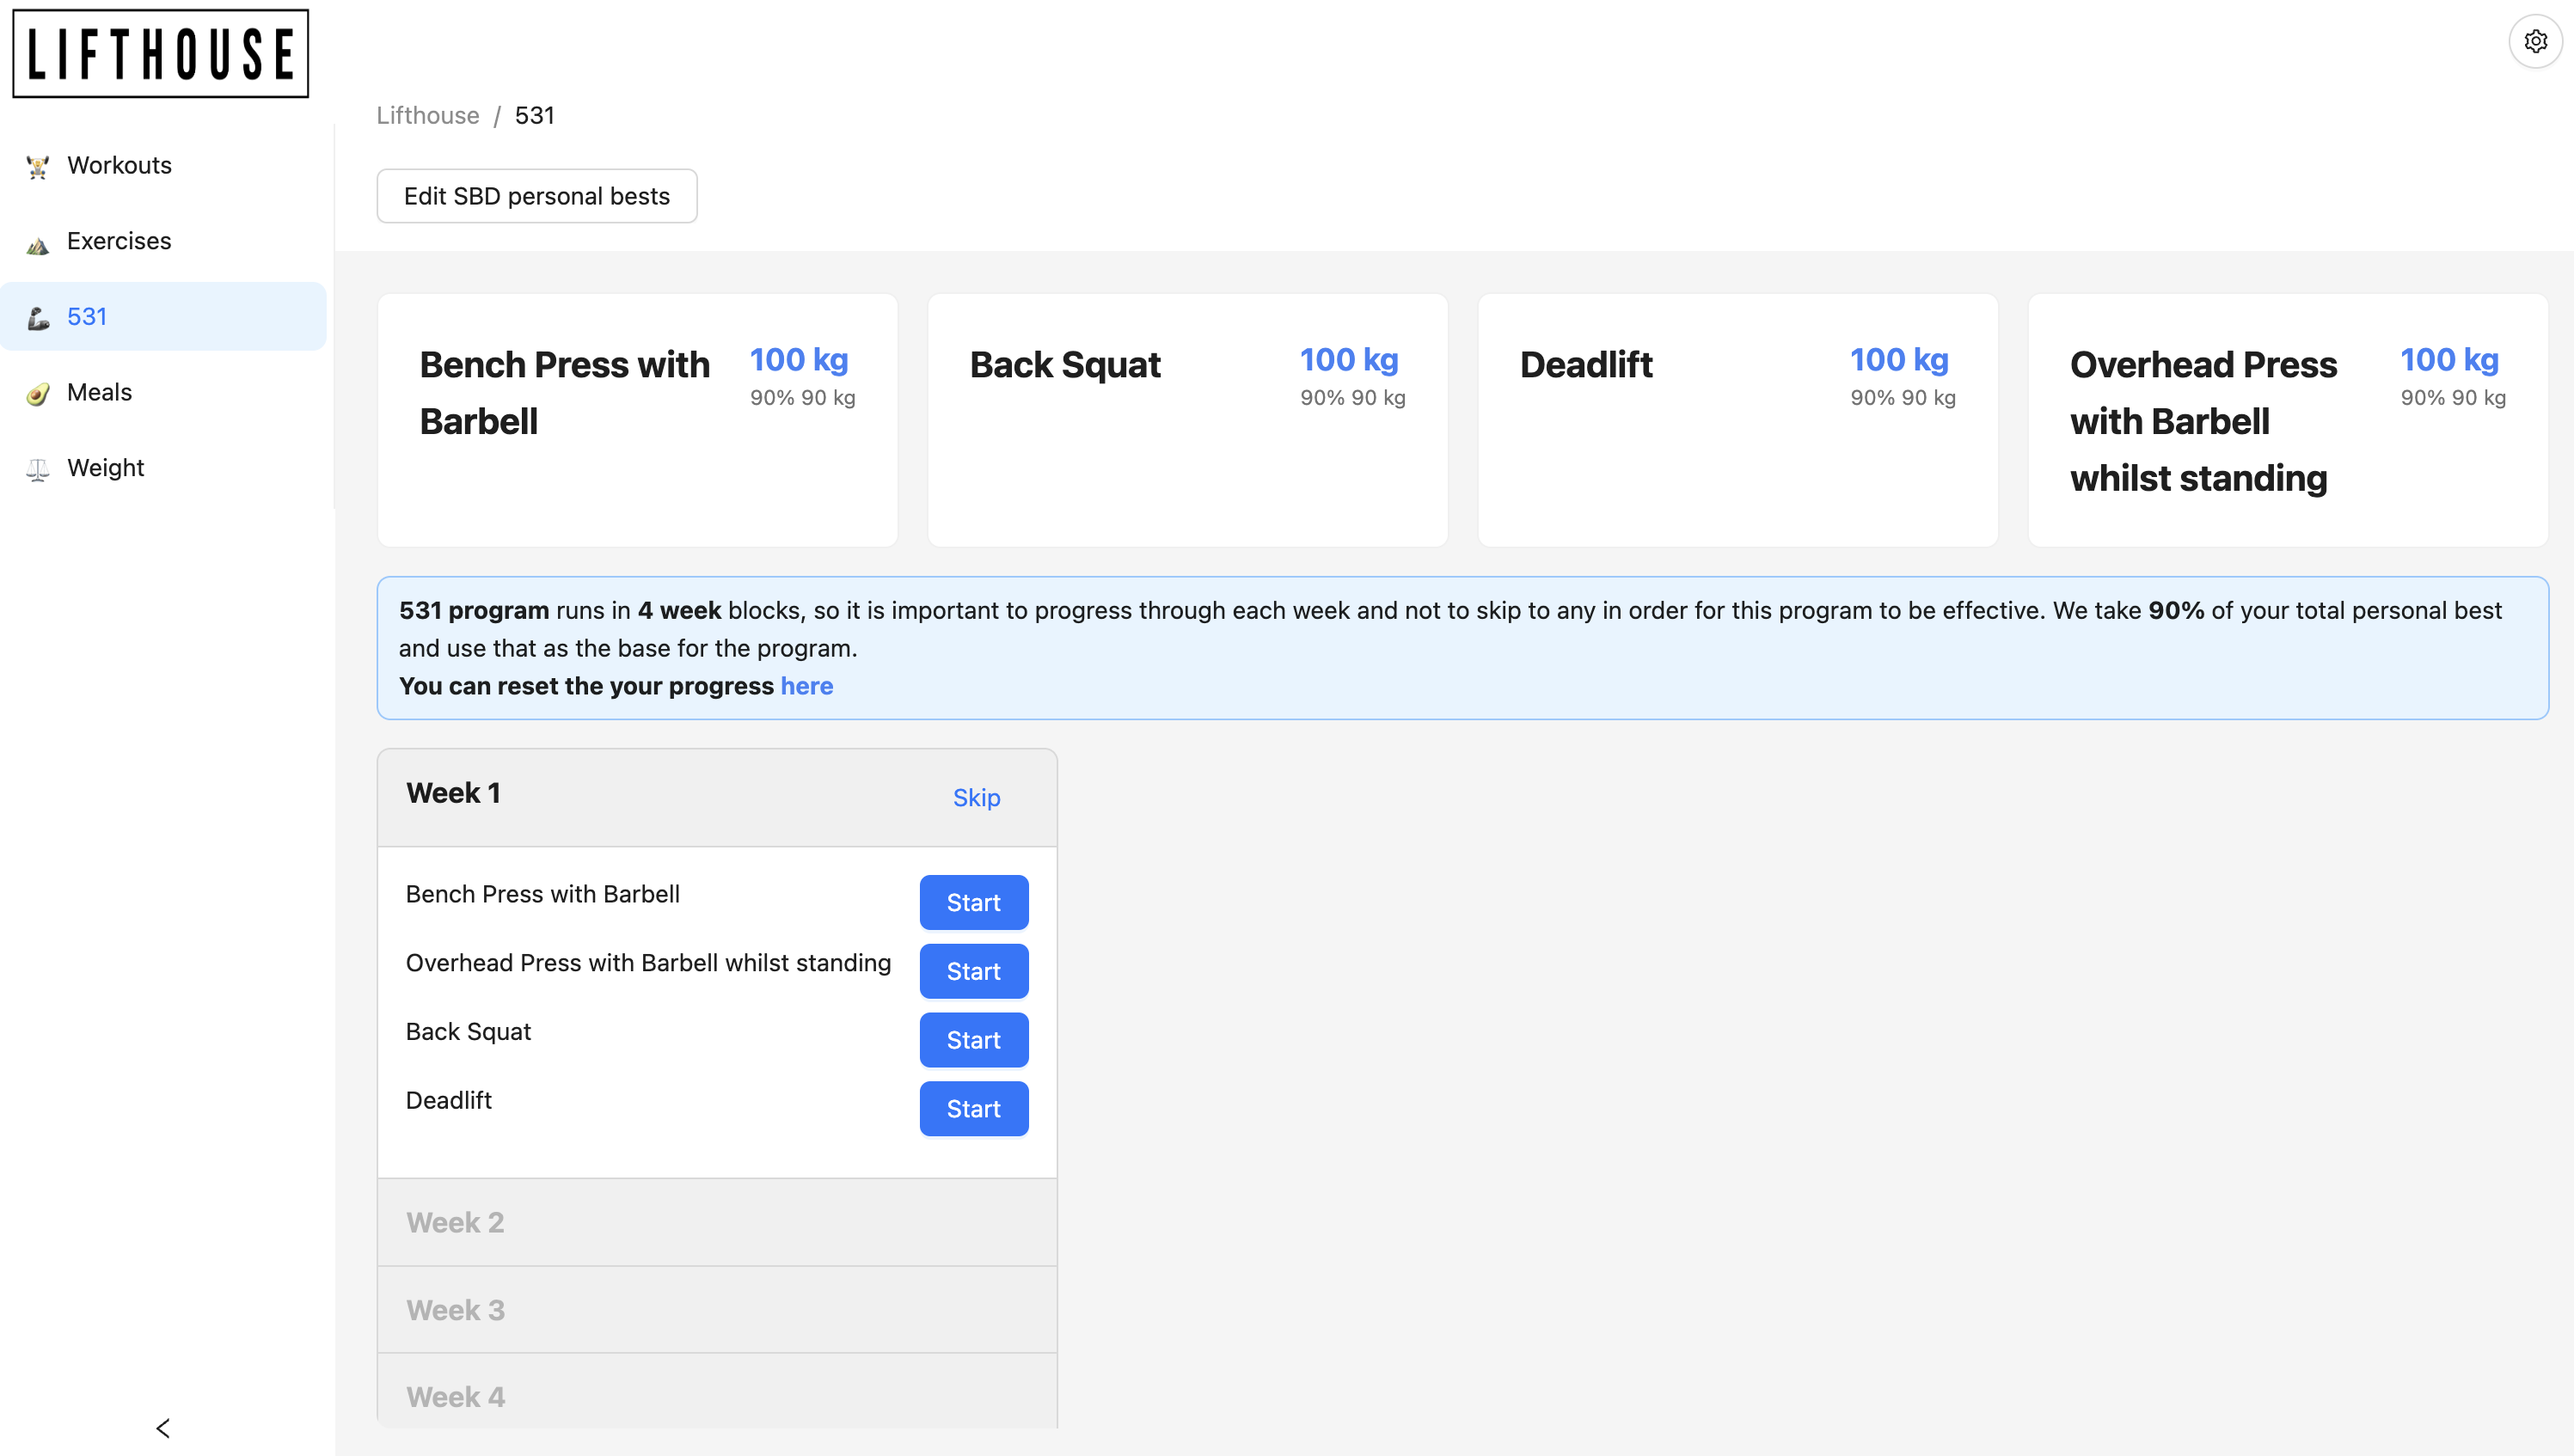 LIFTHOUSE
Lifthouse / 531
Workouts
Exercises
531
Meals
Weight
Edit SBD personal bests
Bench Press with
Barbell
100 kg
90% 90 kg
Back Squat
100 kg
90% 90 kg
Deadlift
100 kg
90% 90 kg
Overhead Press
with Barbell
whilst standing
100 kg
90% 90 kg
531 program runs in 4 week blocks, so it is important to progress through each week and not to skip to any in order for this program to be effective. We take 90% of your total personal best
and use that as the base for the program.
You can reset the your progress here
Week 1
Skip
Bench Press with Barbell
Start
Overhead Press with Barbell whilst standing
Start
Back Squat
Start
Deadlift
Start
Week 2
Week 3
Week 4